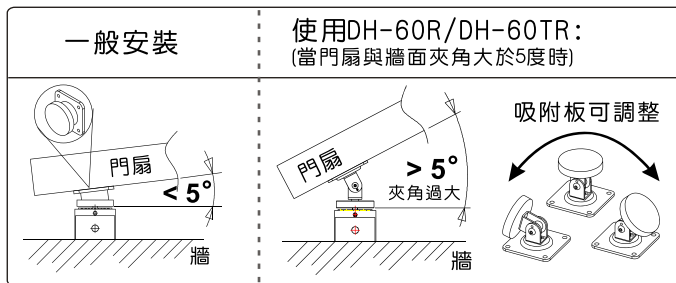 一般安裝
使用DH-60R/DH-60TR:
(當門扇與牆面夾角大於5度時)
門扇
< 5°
牆
門扇
> 5°
夾角過大
牆
吸附板可調整